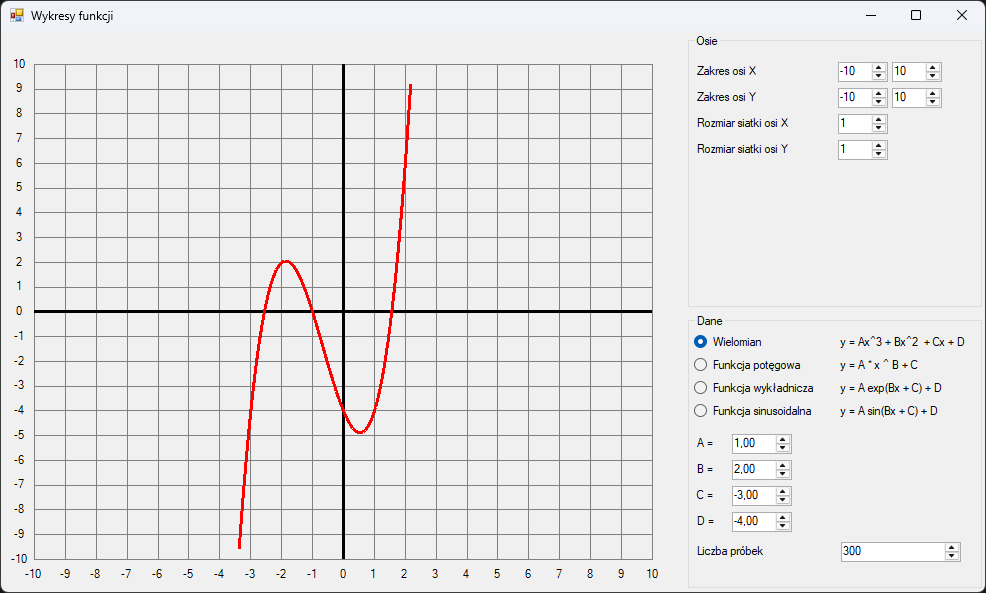 Wykresy funkcji
10
9
8
7
6
5
4
3
2
1
0
-1
-2
-3
-4
-5
-6
-7
-8
-9
-10
-10 -9 -8 -7 -6 -5 -4 -3 -2 -1 0 1 2 3 4 5 6 7 8 9 10
Osie
Zakres osi X -10 10
Zakres osi Y -10 10
Rozmiar siatki osi X 1
Rozmiar siatki osi Y 1
Dane
Wielomian y = Ax^3 + Bx^2 + Cx + D
Funkcja potęgowa y = A * x ^ B + C
Funkcja wykładnicza y = A exp(Bx + C) + D
Funkcja sinusoidalna y = A sin(Bx + C) + D
A = 1,00
B = 2,00
C = -3,00
D = -4,00
Liczba próbek 300